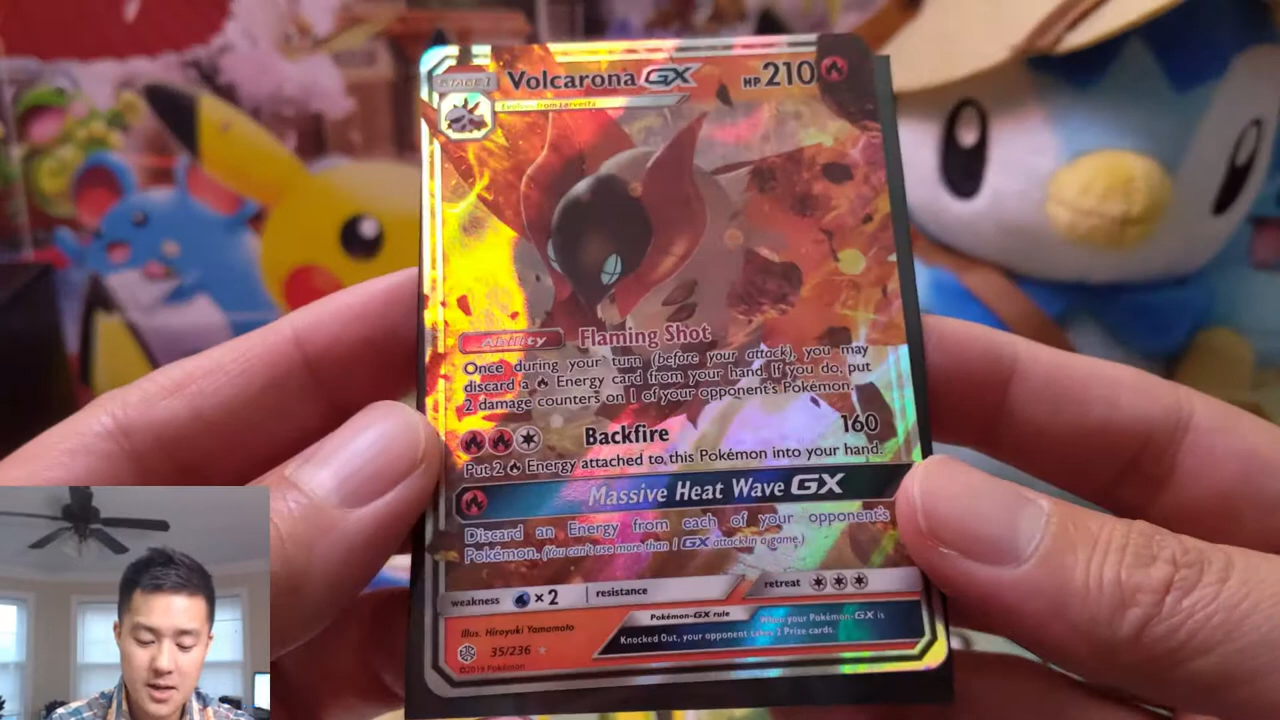 STAGE 1 Volcarona GX HP 210
Evolves from Larvesta
Ability Flaming Shot
Once during your turn (before your attack), you may
discard a Energy card from your hand. If you do, put
2 damage counters on 1 of your opponent's Pokémon.
Backfire 160
Put 2 Energy attached to this Pokémon into your hand.
Massive Heat Wave GX
Discard an Energy from each of your opponent's
Pokémon. (You can't use more than 1 GX attack in a game.)
weakness ×2 resistance retreat
Illus. Hiroyuki Yamamoto
Pokémon-GX rule When your Pokémon-GX is
Knocked Out, your opponent takes 2 Prize cards.
35/236
©2019 Pokémon